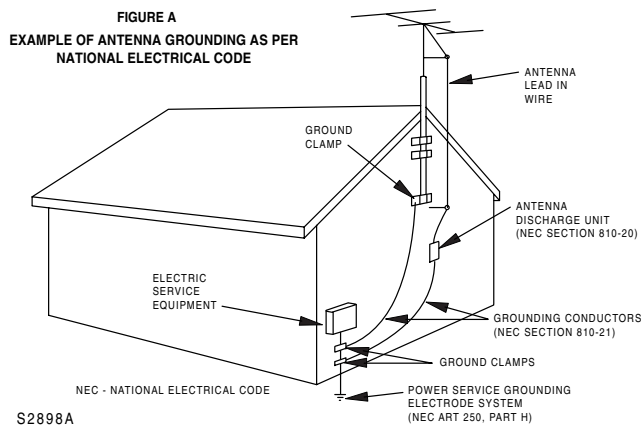 FIGURE A
EXAMPLE OF ANTENNA GROUNDING AS PER
NATIONAL ELECTRICAL CODE
ANTENNA
LEAD IN
WIRE
GROUND
CLAMP
ANTENNA
DISCHARGE UNIT
(NEC SECTION 810-20)
ELECTRIC
SERVICE
EQUIPMENT
GROUNDING CONDUCTORS
(NEC SECTION 810-21)
GROUND CLAMPS
NEC - NATIONAL ELECTRICAL CODE
POWER SERVICE GROUNDING
ELECTRODE SYSTEM
(NEC ART 250, PART H)
S2898A